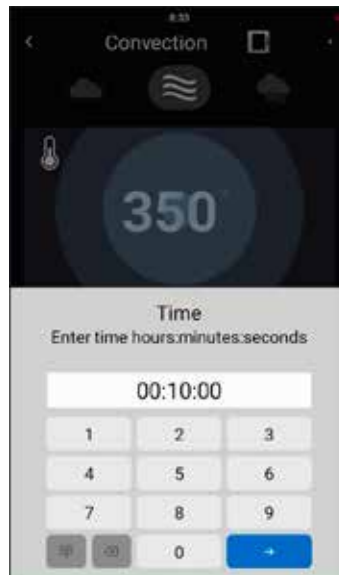 8:33
Convection
350°
Time
Enter time hours:minutes:seconds
00:10:00
1 2 3
4 5 6
7 8 9
0